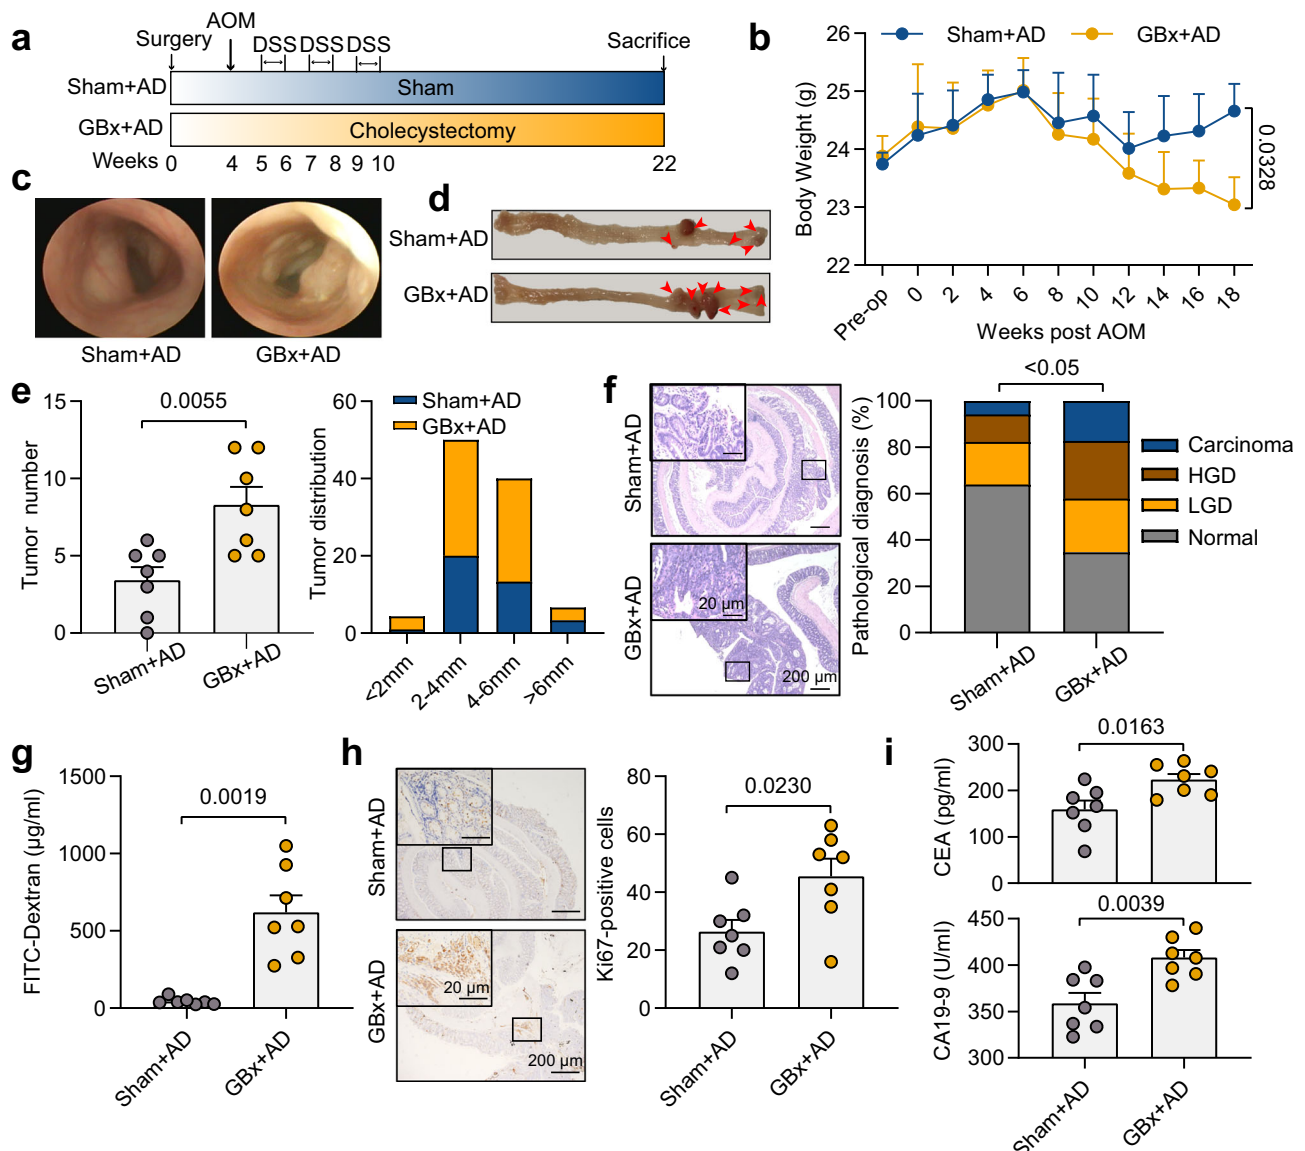 a
Surgery
AOM
DSS DSS DSS
Sacrifice
Sham+AD
Sham
GBx+AD
Cholecystectomy
Weeks 0 4 5 6 7 8 9 10 22
b
Sham+AD
GBx+AD
Body Weight (g)
26
25
24
23
22
0.0328
Pre-op 0 2 4 6 8 10 12 14 16 18
Weeks post AOM
c
Sham+AD
GBx+AD
d
Sham+AD
GBx+AD
e
Tumor number
15
10
5
0
0.0055
Sham+AD
GBx+AD
Tumor distribution
60
40
20
0
Sham+AD
GBx+AD
<2mm
2-4mm
4-6mm
>6mm
f
Sham+AD
GBx+AD
20 μm
200 μm
Pathological diagnosis (%)
100
80
60
40
20
0
<0.05
Sham+AD
GBx+AD
Carcinoma
HGD
LGD
Normal
g
FITC-Dextran (μg/ml)
1500
1000
500
0
0.0019
Sham+AD
GBx+AD
h
Sham+AD
GBx+AD
20 μm
200 μm
Ki67-positive cells
80
60
40
20
0
0.0230
Sham+AD
GBx+AD
i
CEA (pg/ml)
300
200
100
0
0.0163
CA19-9 (U/ml)
450
400
350
300
0.0039
Sham+AD
GBx+AD